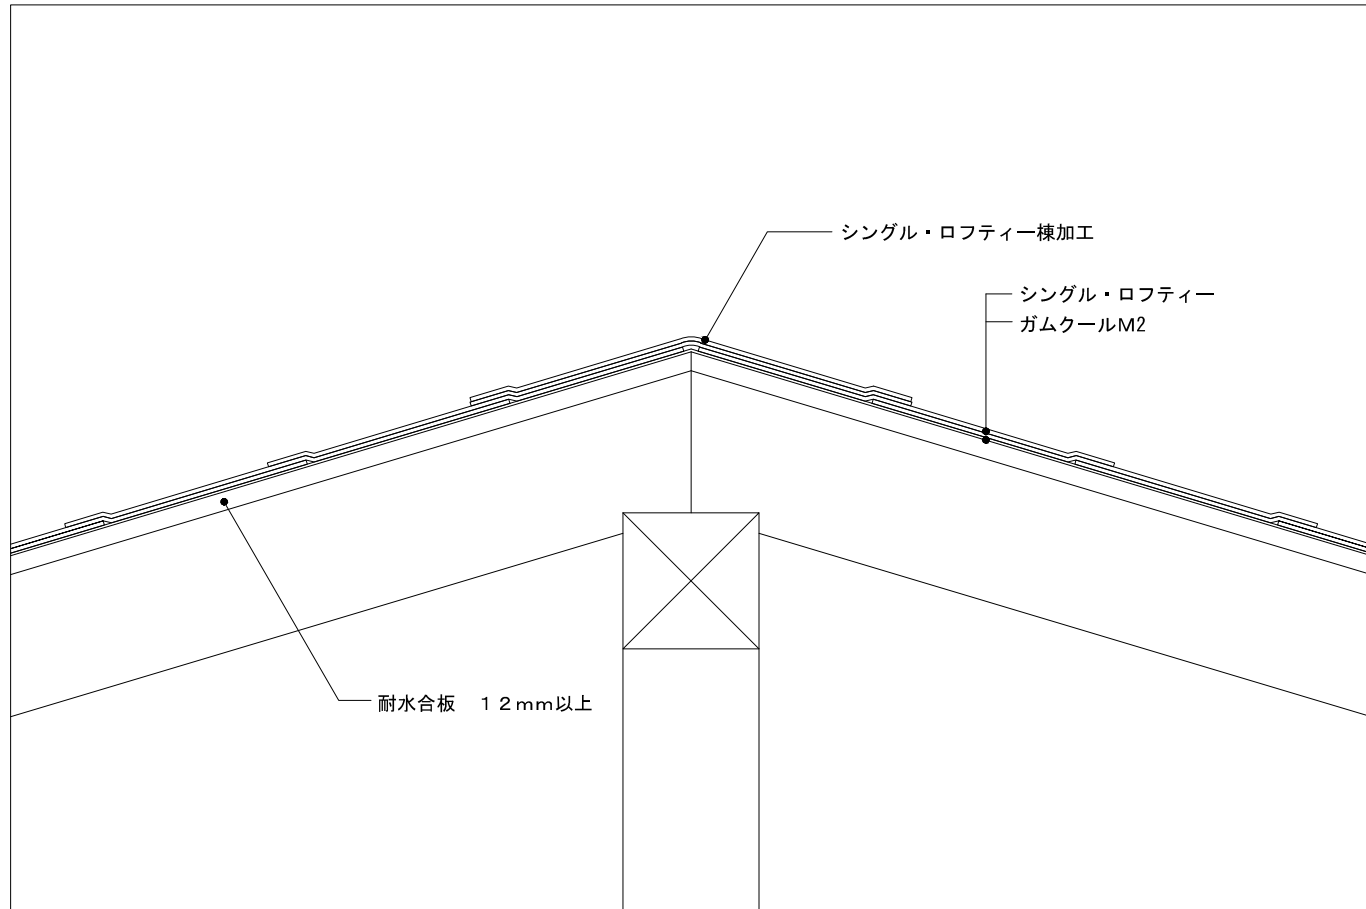 シングル・ロフティー棟加工
シングル・ロフティー
ガムクールM2
耐水合板　１２ｍｍ以上